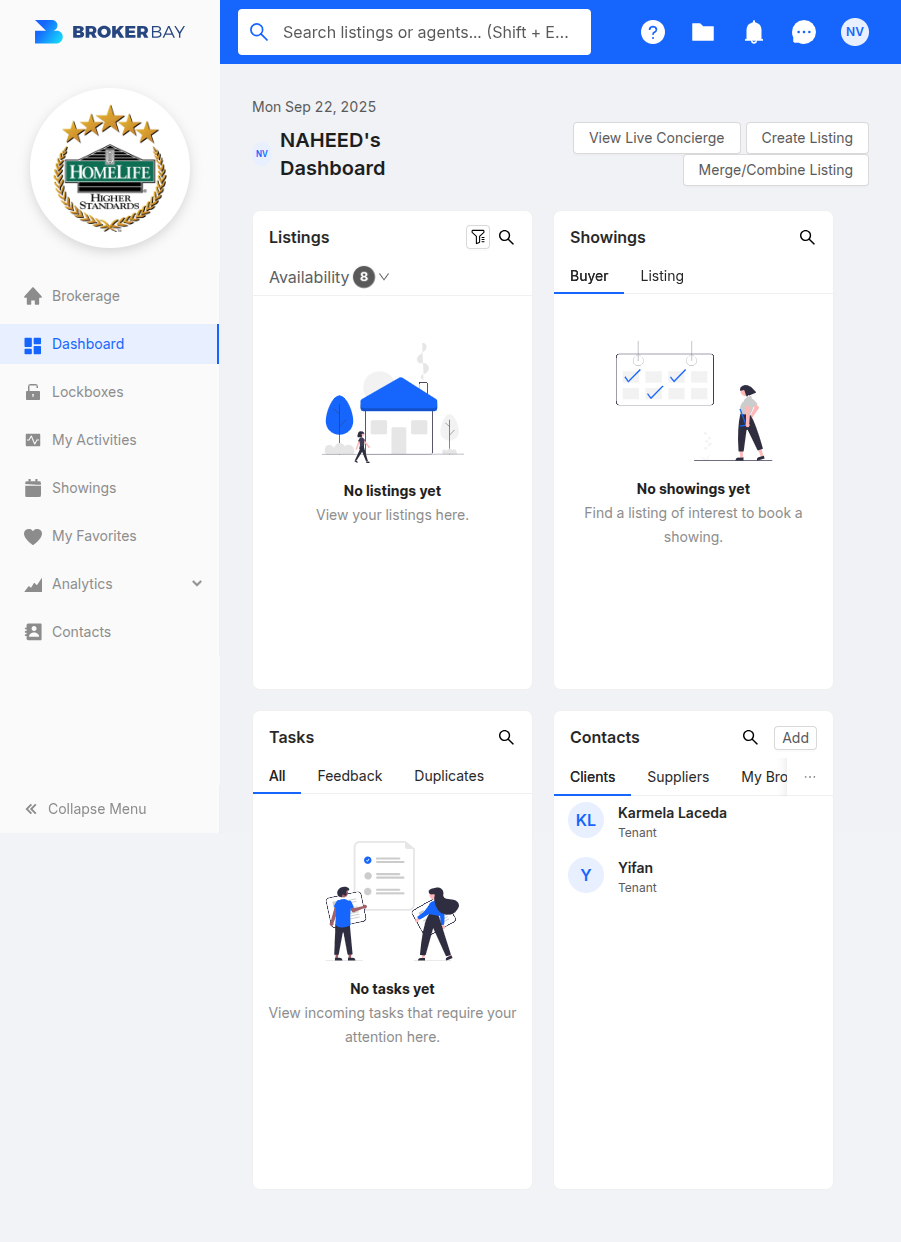 BROKERBAY
Search listings or agents... (Shift + E...
?
NV
HOMELIFE
HIGHER
STANDARDS
Brokerage
Dashboard
Lockboxes
My Activities
Showings
My Favorites
Analytics
Contacts
Collapse Menu
Mon Sep 22, 2025
NV
NAHEED's
Dashboard
View Live Concierge
Create Listing
Merge/Combine Listing
Listings
Availability 8
No listings yet
View your listings here.
Showings
Buyer
Listing
No showings yet
Find a listing of interest to book a
showing.
Tasks
All
Feedback
Duplicates
No tasks yet
View incoming tasks that require your
attention here.
Contacts
Add
Clients
Suppliers
My Bro
...
KL
Karmela Laceda
Tenant
Y
Yifan
Tenant